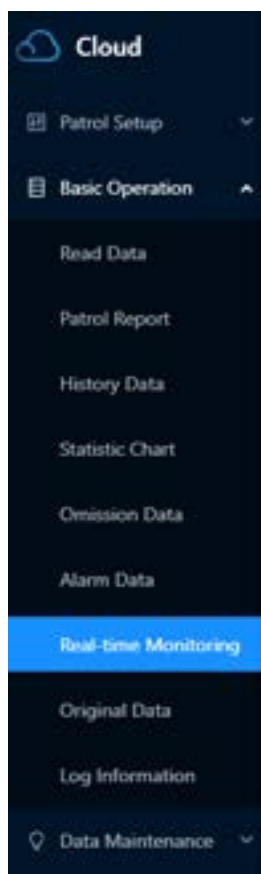 Cloud
Patrol Setup
Basic Operation
Read Data
Patrol Report
History Data
Statistic Chart
Omission Data
Alarm Data
Real-time Monitoring
Original Data
Log Information
Data Maintenance